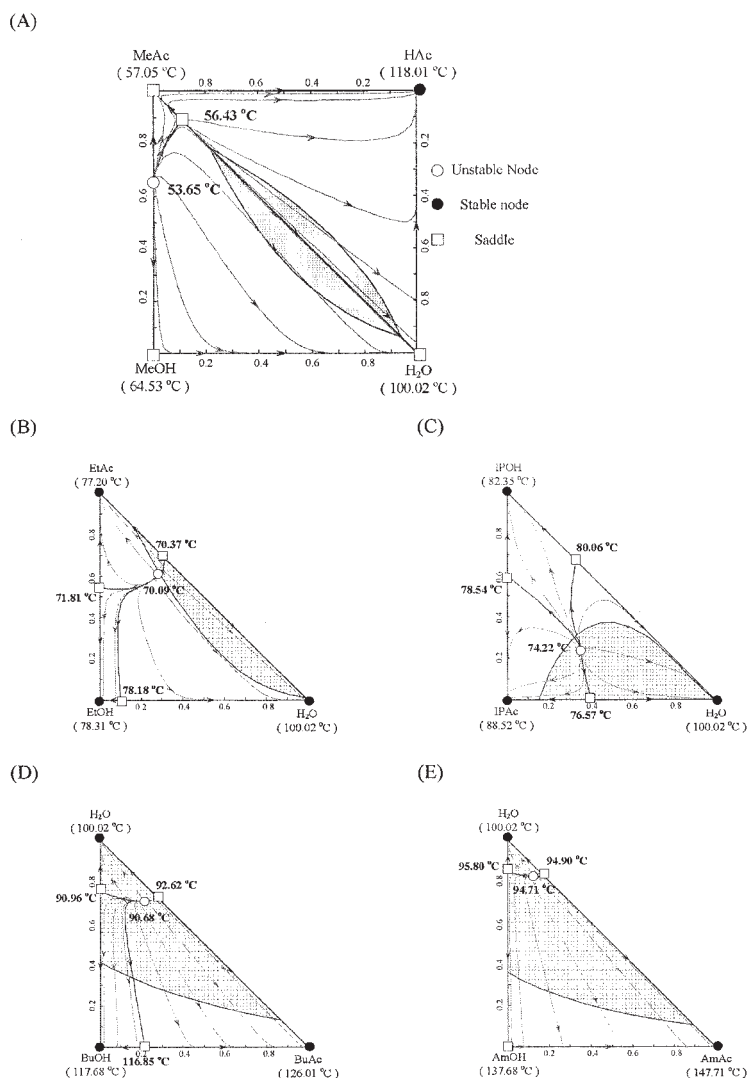 (A)
MeAc
( 57.05 °C )
HAc
( 118.01 °C )
0.8 0.6 0.4 0.2
56.43 °C
53.65 °C
0.8
0.6
0.4
0.2
0.2
0.4
0.6
0.8
Unstable Node
Stable node
Saddle
0.2 0.4 0.6 0.8
MeOH
( 64.53 °C )
H₂O
( 100.02 °C )
(B)
EtAc
( 77.20 °C )
70.37 °C
71.81 °C
70.09 °C
78.18 °C
0.8
0.6
0.4
0.2
0.2 0.4 0.6 0.8
EtOH
( 78.31 °C )
H₂O
( 100.02 °C )
(C)
IPOH
( 82.35 °C )
80.06 °C
78.54 °C
74.22 °C
76.57 °C
0.8
0.6
0.4
0.2
0.2 0.4 0.6 0.8
IPAc
( 88.52 °C )
H₂O
( 100.02 °C )
(D)
H₂O
( 100.02 °C )
92.62 °C
90.96 °C
90.68 °C
116.85 °C
0.8
0.6
0.4
0.2
0.2 0.4 0.6 0.8
BuOH
( 117.68 °C )
BuAc
( 126.01 °C )
(E)
H₂O
( 100.02 °C )
95.80 °C
94.90 °C
94.71 °C
0.8
0.6
0.4
0.2
0.2 0.4 0.6 0.8
AmOH
( 137.68 °C )
AmAc
( 147.71 °C )